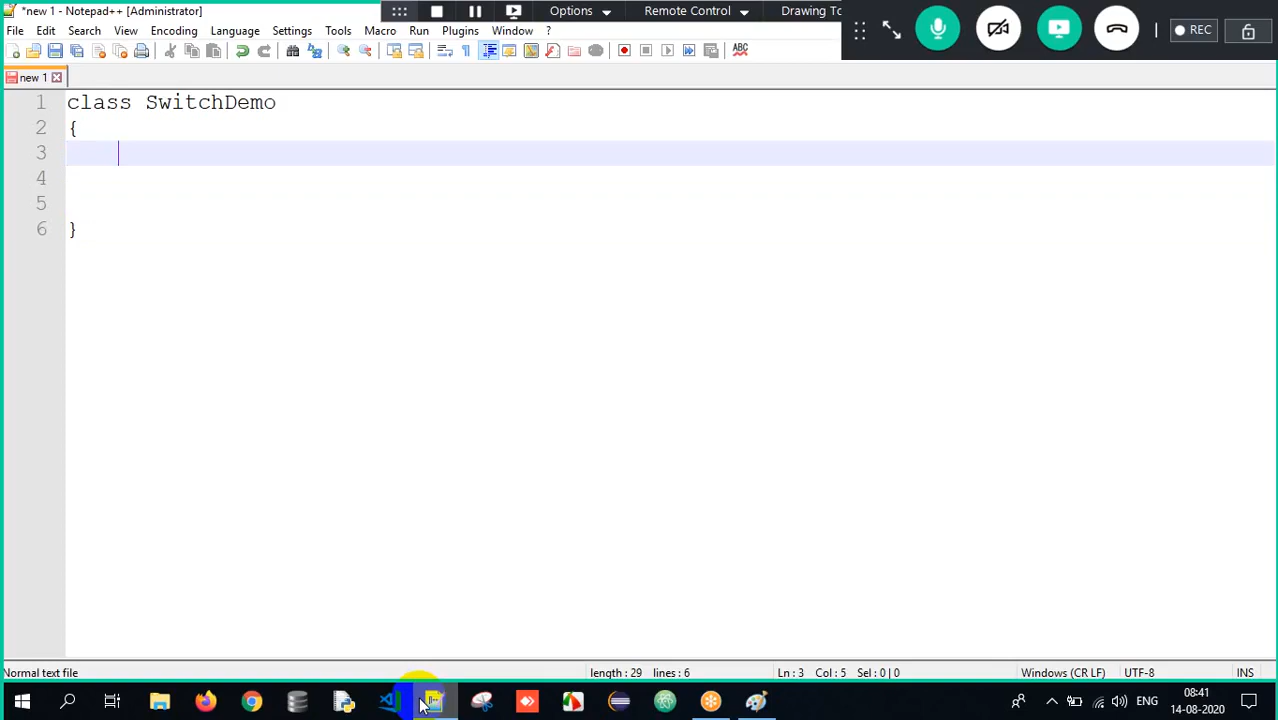 *new 1 - Notepad++ [Administrator]
Options
Remote Control
Drawing To
REC
File Edit Search View Encoding Language Settings Tools Macro Run Plugins Window ?
ABC
new 1
1 class SwitchDemo
2 {
3
4
5
6 }
Normal text file length : 29 lines : 6 Ln : 3 Col : 5 Sel : 0 | 0 Windows (CR LF) UTF-8 INS
ENG
08:41
14-08-2020